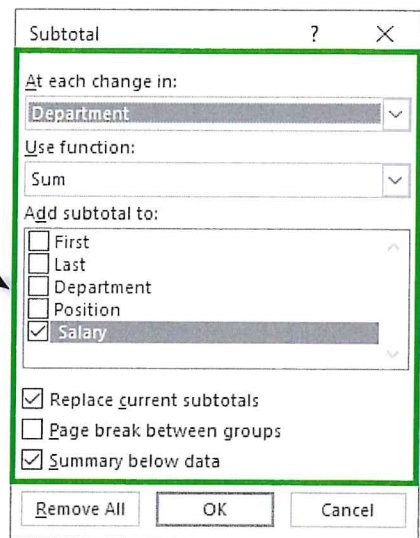 Subtotal ? ×
At each change in:
Department
Use function:
Sum
Add subtotal to:
First
Last
Department
Position
Salary
Replace current subtotals
Page break between groups
Summary below data
Remove All OK Cancel